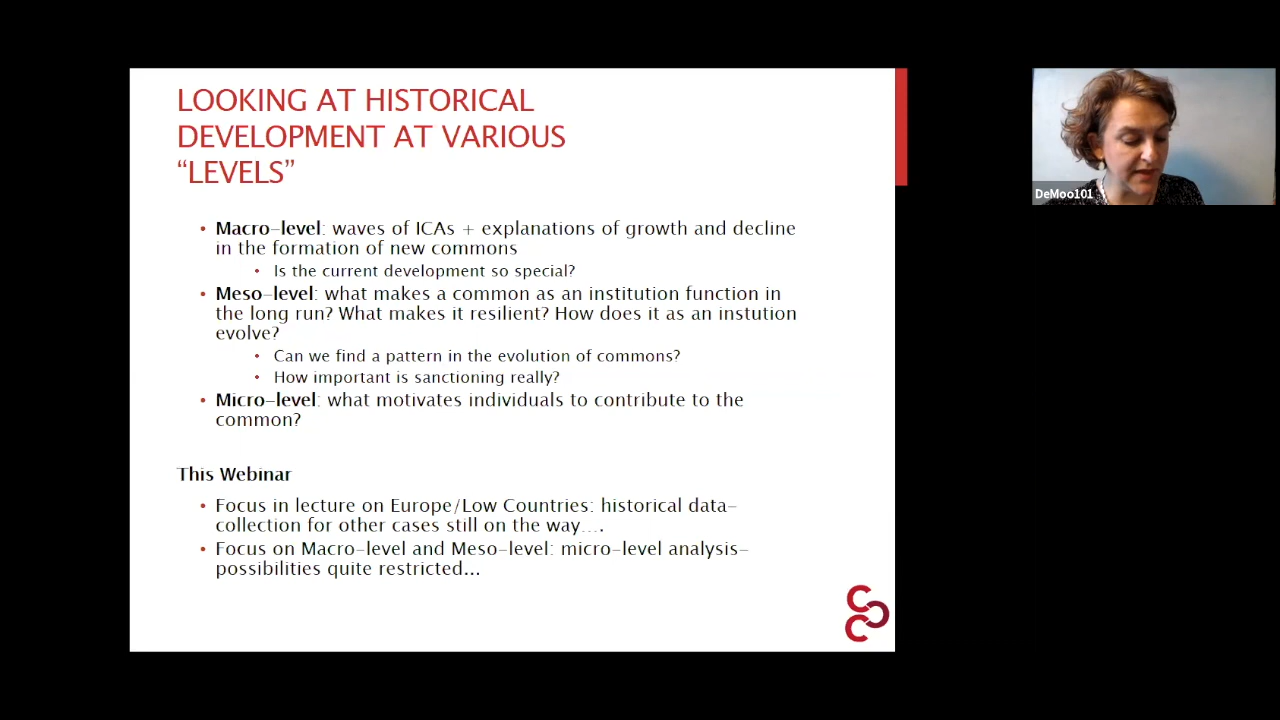 LOOKING AT HISTORICAL
DEVELOPMENT AT VARIOUS
“LEVELS”
• Macro-level: waves of ICAs + explanations of growth and decline
in the formation of new commons
• Is the current development so special?
• Meso-level: what makes a common as an institution function in
the long run? What makes it resilient? How does it as an instution
evolve?
• Can we find a pattern in the evolution of commons?
• How important is sanctioning really?
• Micro-level: what motivates individuals to contribute to the
common?
This Webinar
• Focus in lecture on Europe/Low Countries: historical data-
collection for other cases still on the way….
• Focus on Macro-level and Meso-level: micro-level analysis-
possibilities quite restricted…
DeMoo101